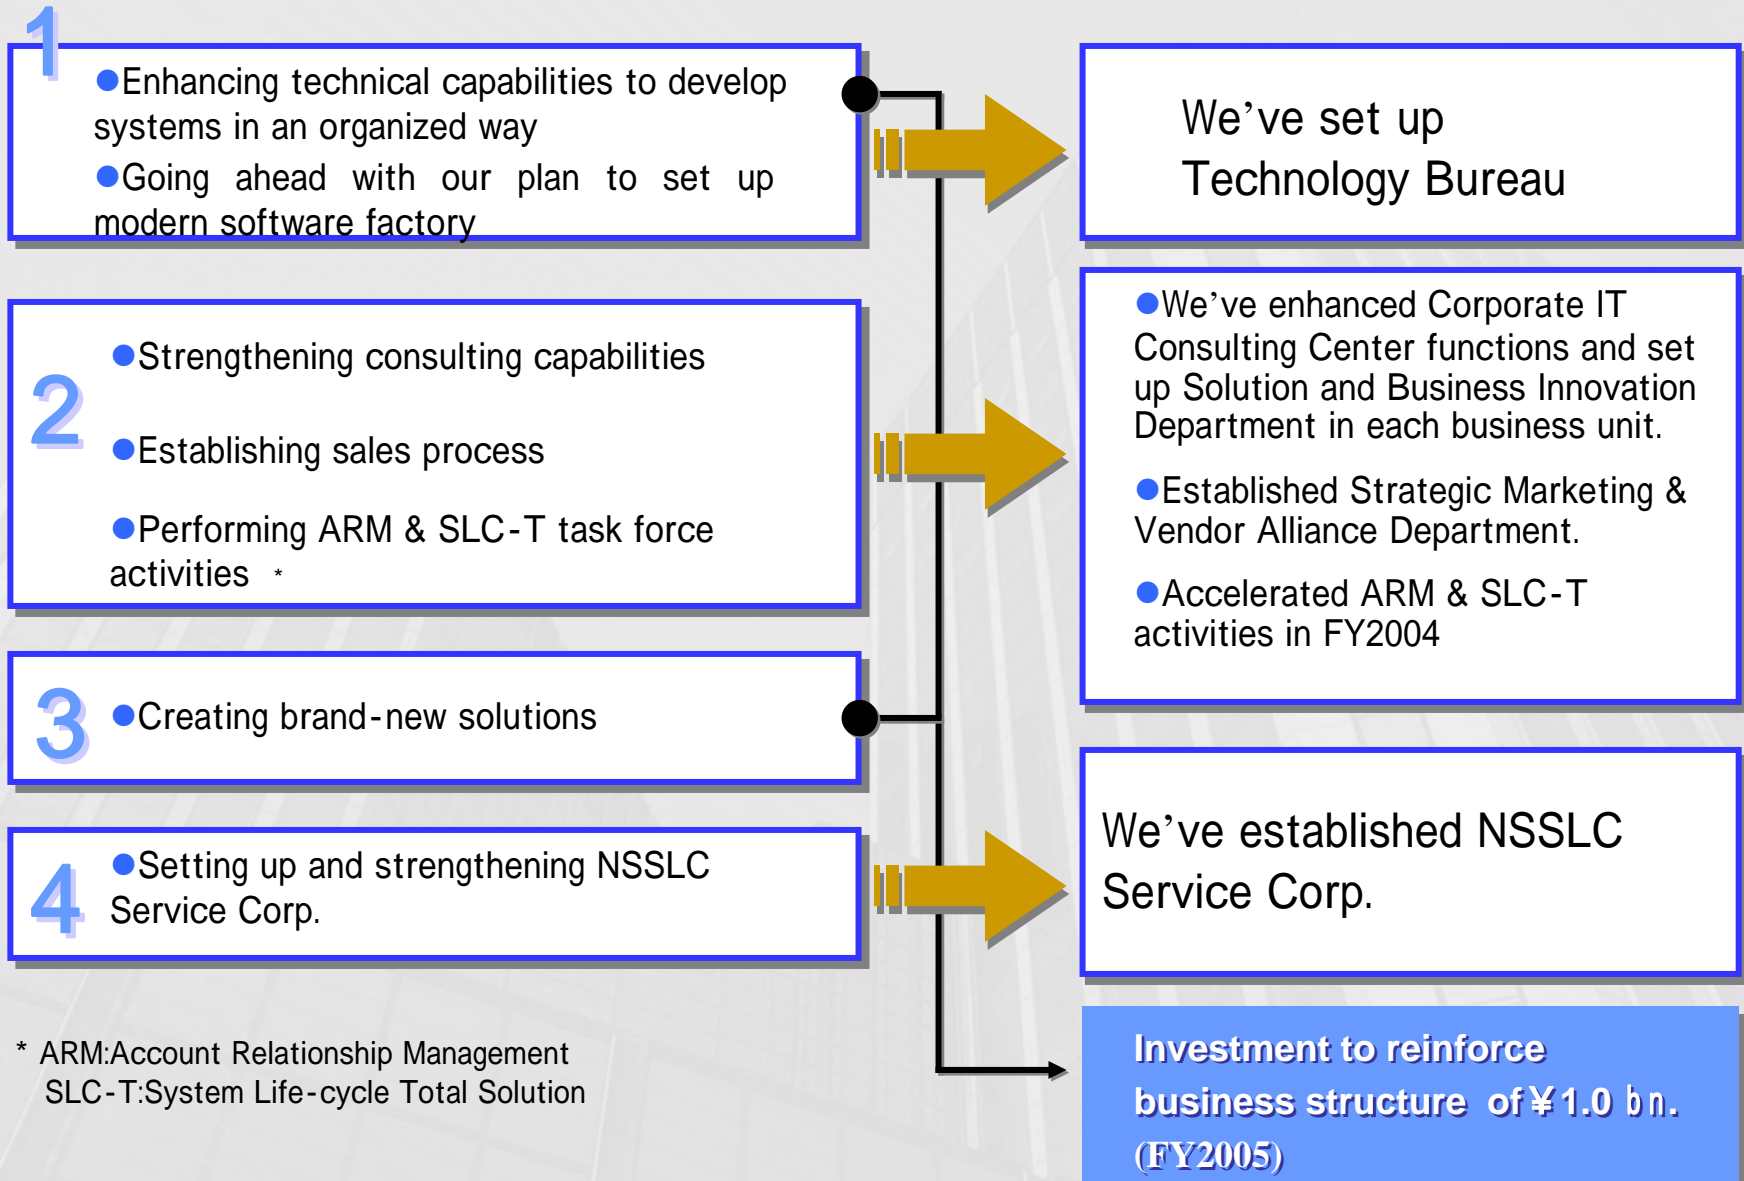 1
●Enhancing technical capabilities to develop
systems in an organized way
●Going ahead with our plan to set up
modern software factory
We’ve set up
Technology Bureau
2
●Strengthening consulting capabilities
●Establishing sales process
●Performing ARM & SLC-T task force
activities *
●We’ve enhanced Corporate IT
Consulting Center functions and set
up Solution and Business Innovation
Department in each business unit.
●Established Strategic Marketing &
Vendor Alliance Department.
●Accelerated ARM & SLC-T
activities in FY2004
3
●Creating brand-new solutions
4
●Setting up and strengthening NSSLC
Service Corp.
We’ve established NSSLC
Service Corp.
* ARM:Account Relationship Management
SLC-T:System Life-cycle Total Solution
Investment to reinforce
business structure of ¥1.0 bn.
(FY2005)